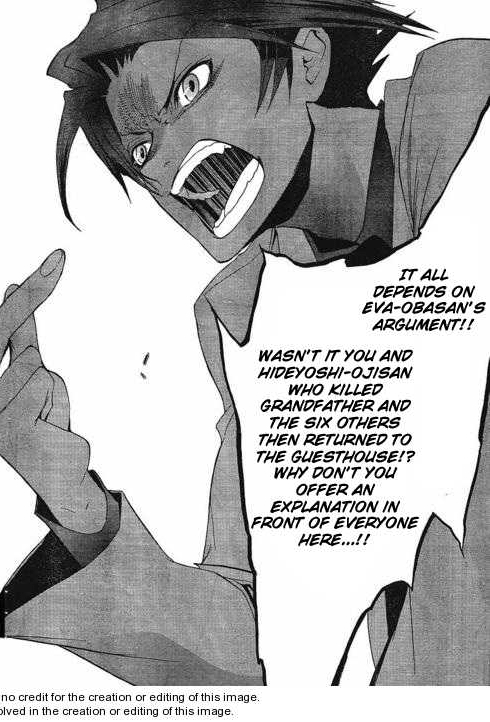 IT ALL
DEPENDS ON
EVA-OBASAN'S
ARGUMENT!!
WASN'T IT YOU AND
HIDEYOSHI-OJISAN
WHO KILLED
GRANDFATHER AND
THE SIX OTHERS
THEN RETURNED TO
THE GUESTHOUSE!?
WHY DON'T YOU
OFFER AN
EXPLANATION IN
FRONT OF EVERYONE
HERE...!!
no credit for the creation or editing of this image.
olved in the creation or editing of this image.